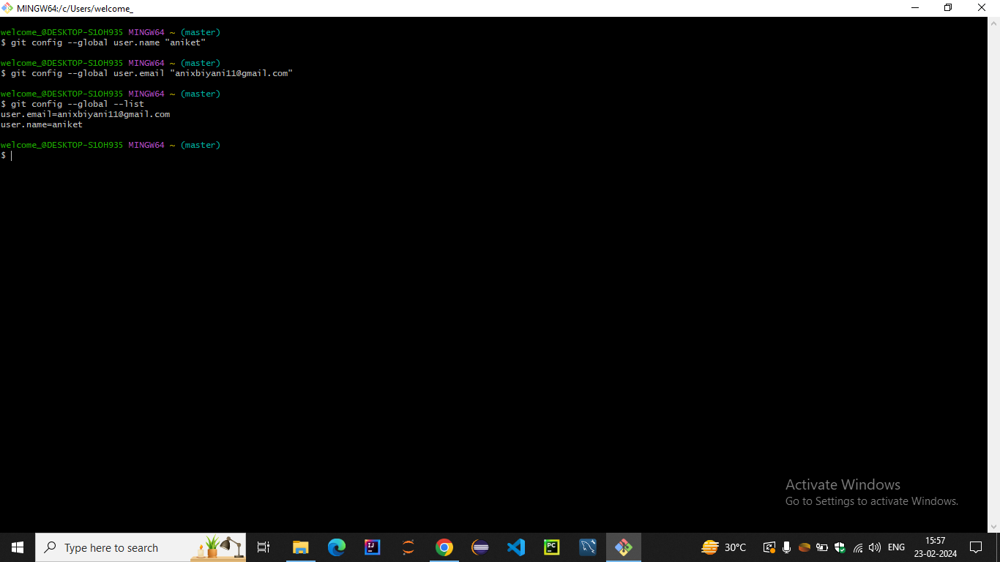 MINGW64:/c/Users/welcome_
welcome_@DESKTOP-S1OH935 MINGW64 ~ (master)
$ git config --global user.name "aniket"
welcome_@DESKTOP-S1OH935 MINGW64 ~ (master)
$ git config --global user.email "anixbiyani11@gmail.com"
welcome_@DESKTOP-S1OH935 MINGW64 ~ (master)
$ git config --global --list
user.email=anixbiyani11@gmail.com
user.name=aniket
welcome_@DESKTOP-S1OH935 MINGW64 ~ (master)
$
Activate Windows
Go to Settings to activate Windows.
Type here to search
IJ
PC
30°C
ENG
15:57
23-02-2024